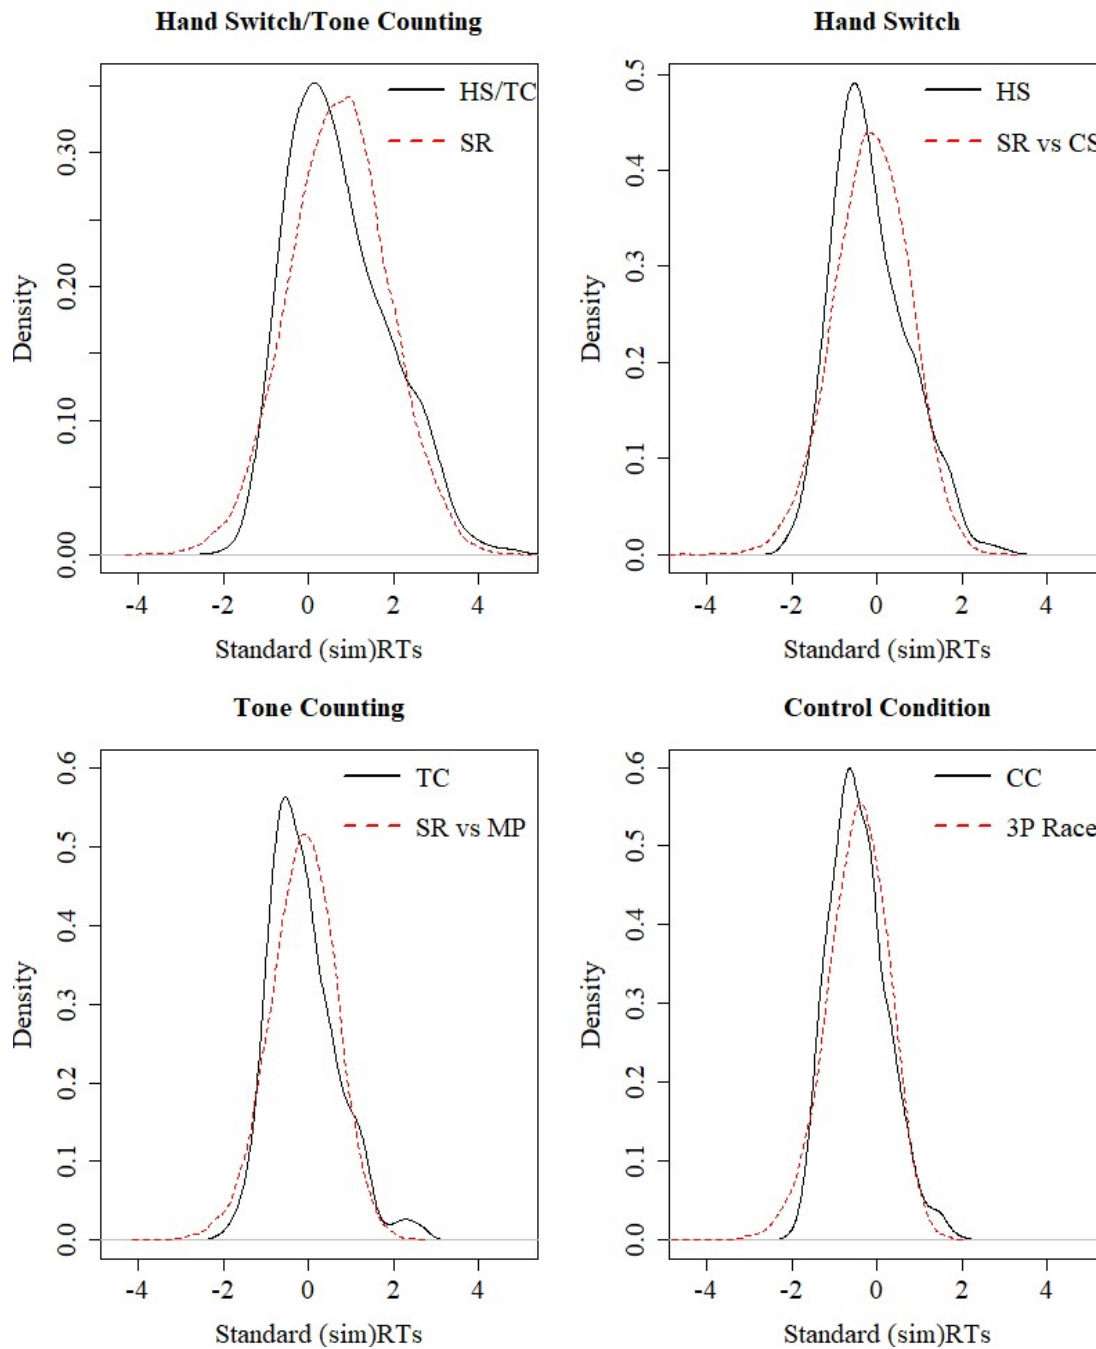 Hand Switch/Tone Counting
HS/TC
SR
0.30
0.20
0.10
0.00
Density
-4 -2 0 2 4
Standard (sim)RTs
Hand Switch
HS
SR vs CS
0.5
0.4
0.3
0.2
0.1
0.0
Density
-4 -2 0 2 4
Standard (sim)RTs
Tone Counting
TC
SR vs MP
0.6
0.5
0.4
0.3
0.2
0.1
0.0
Density
-4 -2 0 2 4
Standard (sim)RTs
Control Condition
CC
3P Race
0.6
0.5
0.4
0.3
0.2
0.1
0.0
Density
-4 -2 0 2 4
Standard (sim)RTs